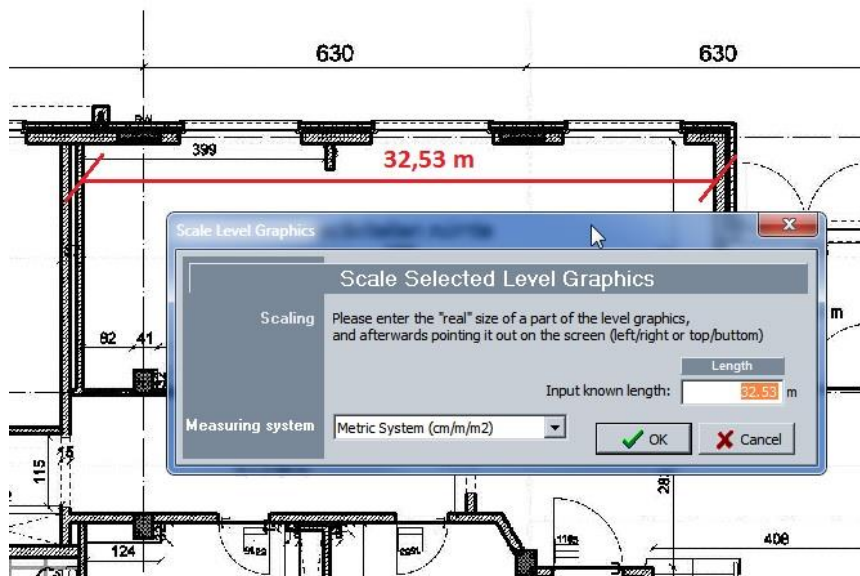 630
630
399
32,53 m
Scale Level Graphics
Scale Selected Level Graphics
Scaling
Please enter the "real" size of a part of the level graphics,
and afterwards pointing it out on the screen (left/right or top/buttom)
m
82
41
Length
Input known length:
32.53
m
Measuring system
Metric System (cm/m/m2)
OK
Cancel
15
115
28
124
408